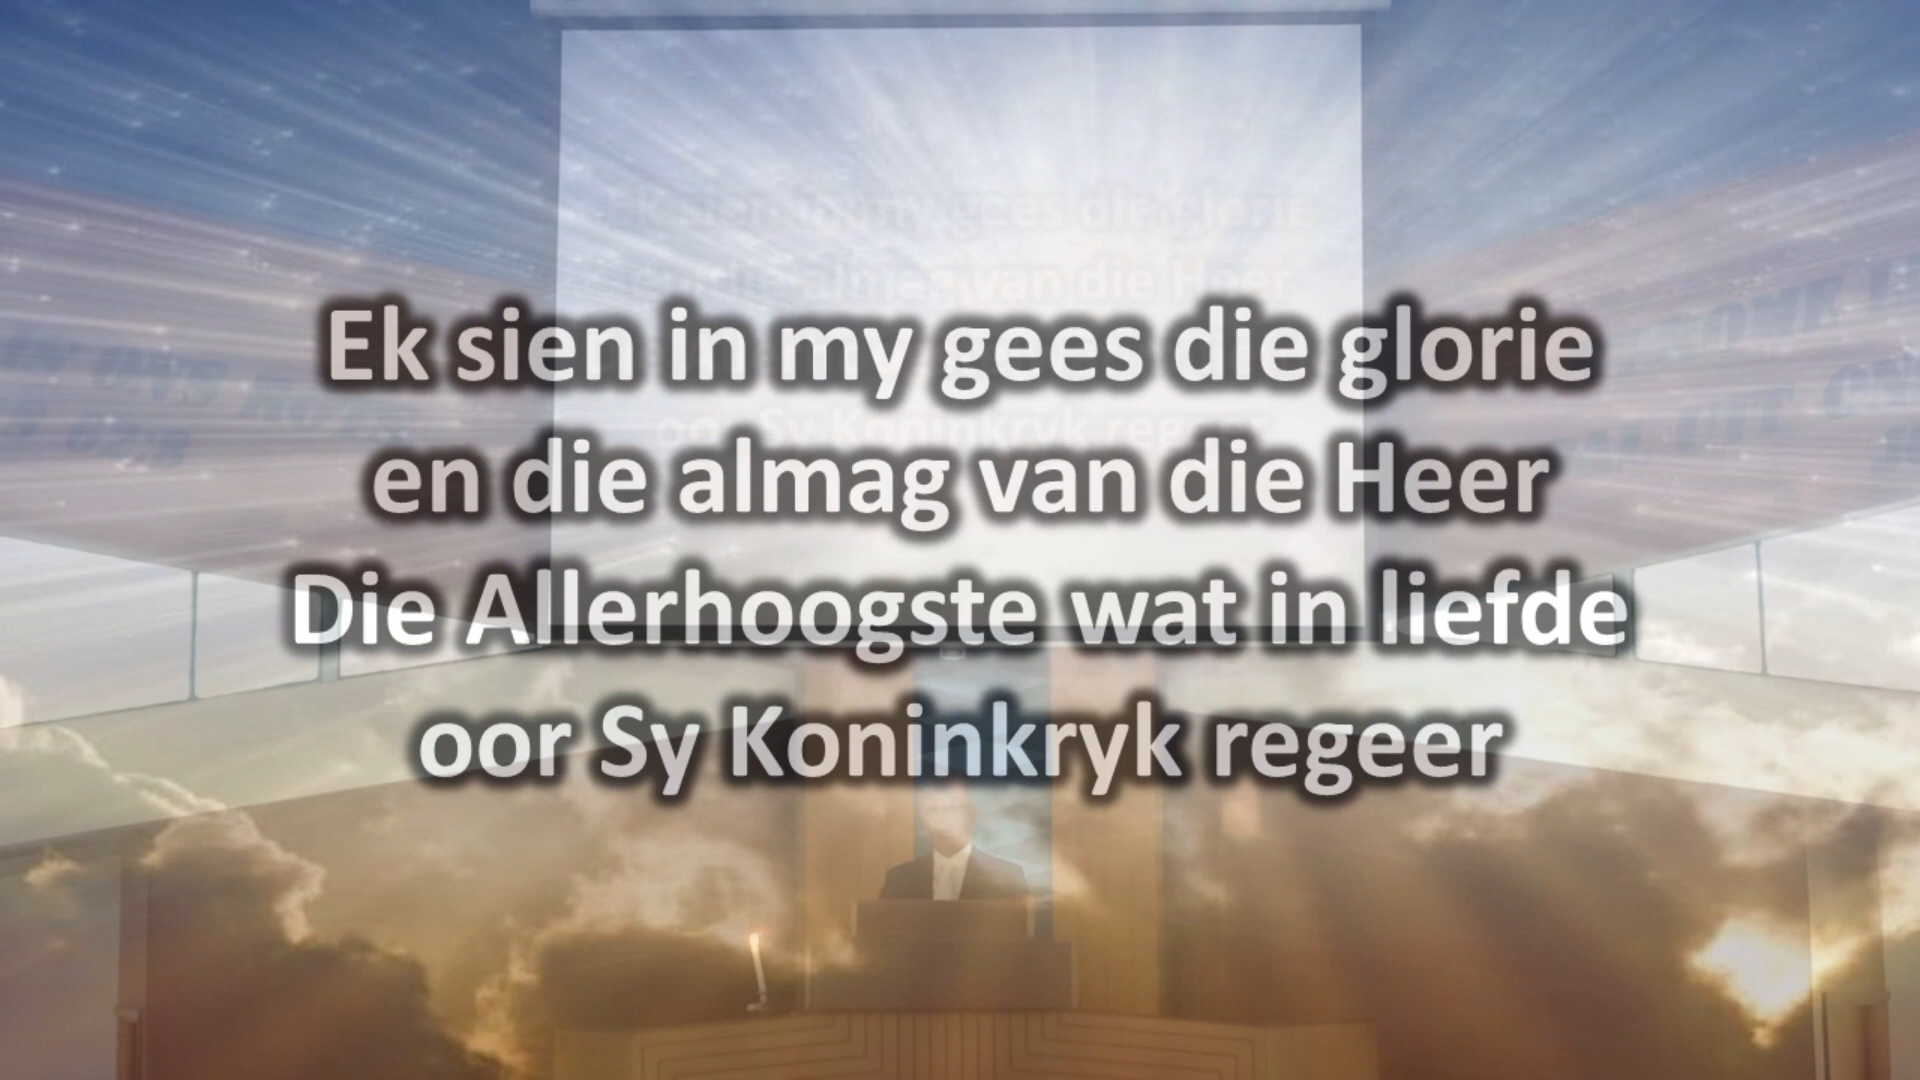 Ek sien in my gees die glorie
en die almag van die Heer
Die Allerhoogste wat in liefde
oor Sy Koninkryk regeer